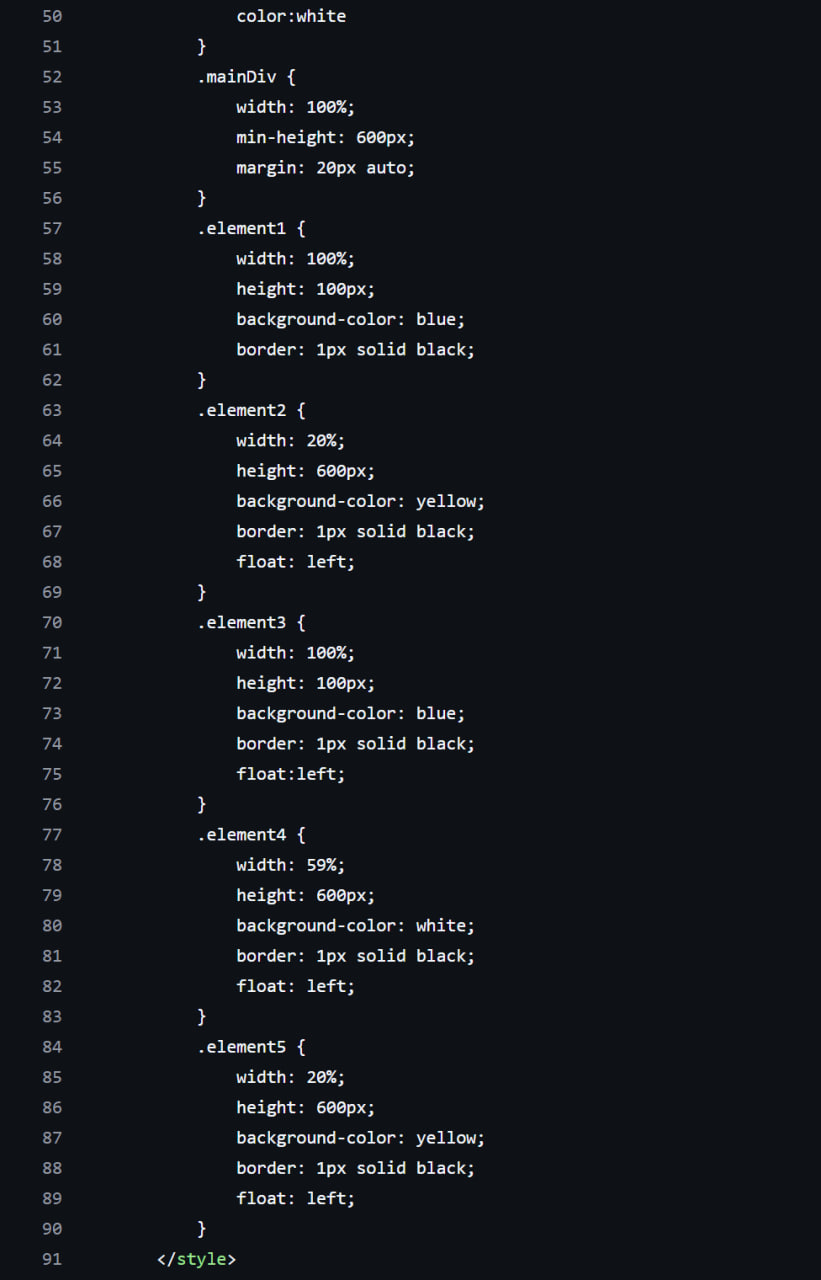 50 color:white
51 }
52 .mainDiv {
53 width: 100%;
54 min-height: 600px;
55 margin: 20px auto;
56 }
57 .element1 {
58 width: 100%;
59 height: 100px;
60 background-color: blue;
61 border: 1px solid black;
62 }
63 .element2 {
64 width: 20%;
65 height: 600px;
66 background-color: yellow;
67 border: 1px solid black;
68 float: left;
69 }
70 .element3 {
71 width: 100%;
72 height: 100px;
73 background-color: blue;
74 border: 1px solid black;
75 float:left;
76 }
77 .element4 {
78 width: 59%;
79 height: 600px;
80 background-color: white;
81 border: 1px solid black;
82 float: left;
83 }
84 .element5 {
85 width: 20%;
86 height: 600px;
87 background-color: yellow;
88 border: 1px solid black;
89 float: left;
90 }
91 </style>